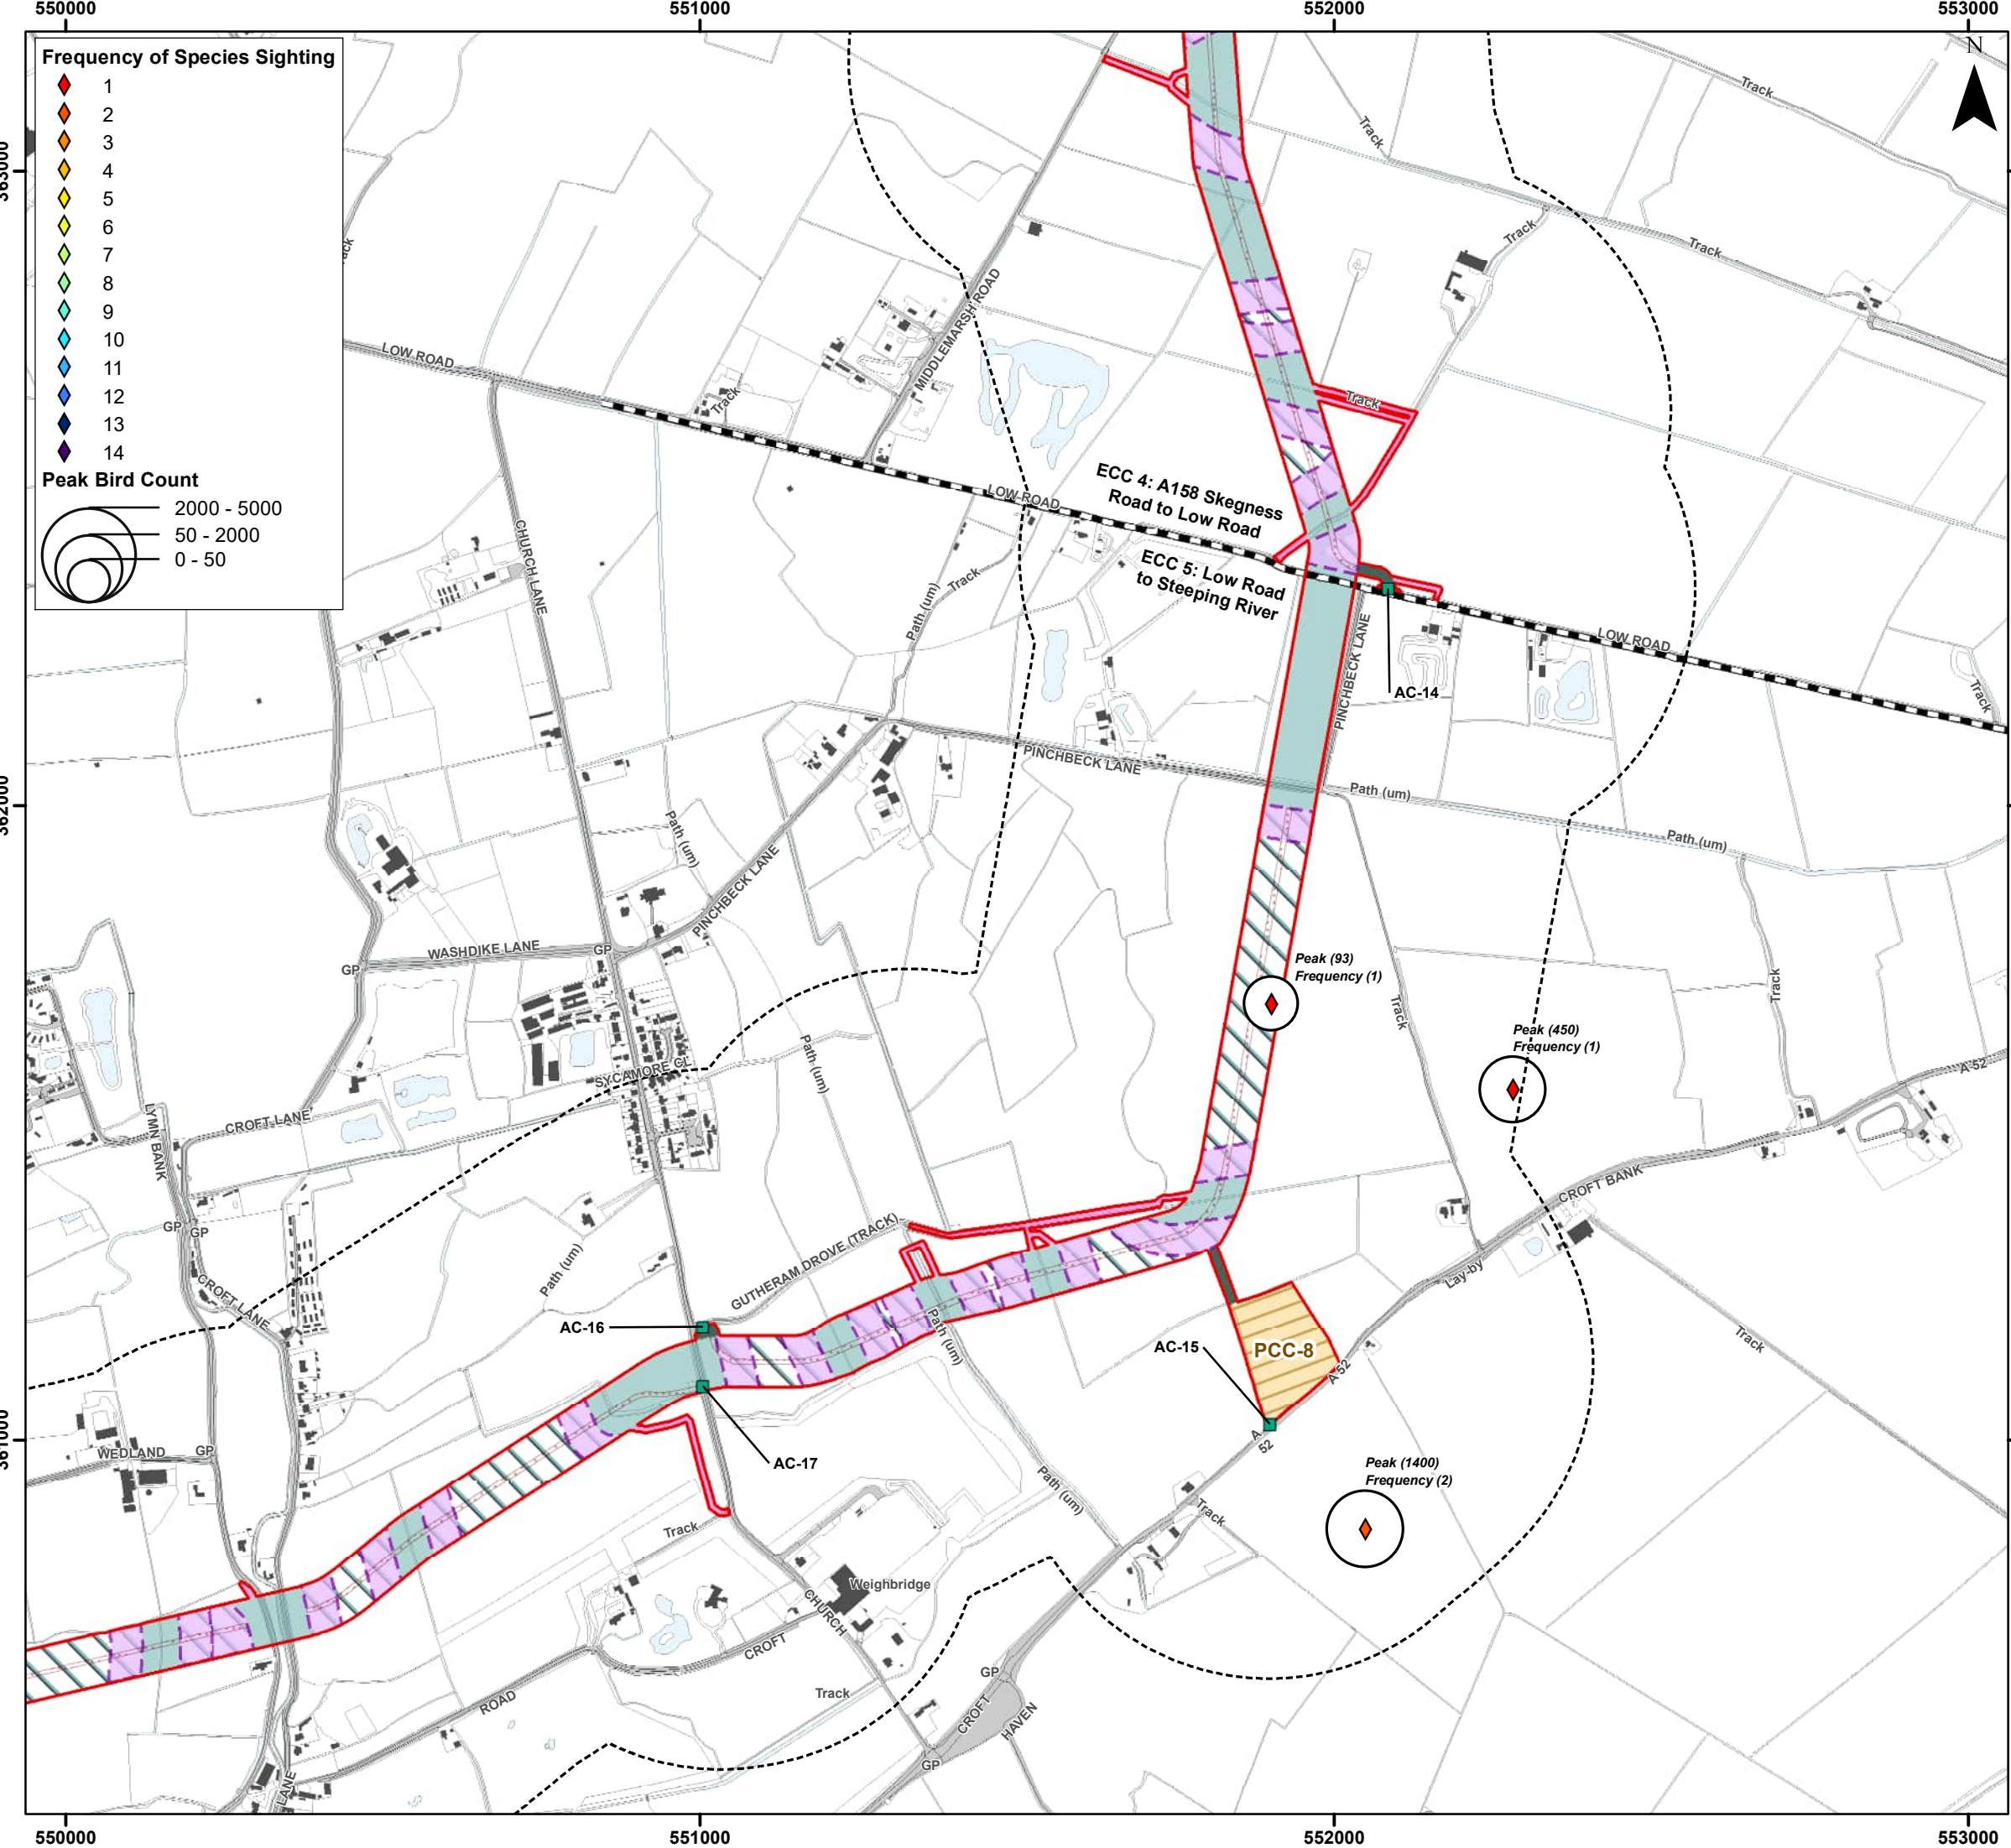 550000
551000
552000
553000
N
Frequency of Species Sighting
1
2
3
4
5
6
7
8
9
10
11
12
13
14
Peak Bird Count
2000 - 5000
50 - 2000
0 - 50
363000
362000
361000
Track
Track
Track
Track
Track
MIDDLEMARSH ROAD
LOW ROAD
Track
Track
LOW ROAD
ECC 4: A158 Skegness
Road to Low Road
ECC 5: Low Road
to Steeping River
CHURCH LANE
Track
Path (um)
PINCHBECK LANE
LOW ROAD
AC-14
Track
PINCHBECK LANE
Path (um)
Path (um)
Path (um)
PINCHBECK LANE
WASHDIKE LANE
GP
GP
Peak (93)
Frequency (1)
Track
Track
Peak (450)
Frequency (1)
Path (um)
SYCAMORE CL
A 52
CROFT LANE
LYMN BANK
CROFT BANK
GP
GP
CROFT LANE
Path (um)
GUTHERAM DROVE (TRACK)
Lay-by
AC-16
Path (um)
AC-15
PCC-8
A 52
Track
A
52
WEDLAND
GP
AC-17
Peak (1400)
Frequency (2)
Path (um)
Track
Track
Weighbridge
CHURCH
CROFT
ROAD
Track
GP
CROFT
HAVEN
GP
LANE
550000
551000
552000
553000